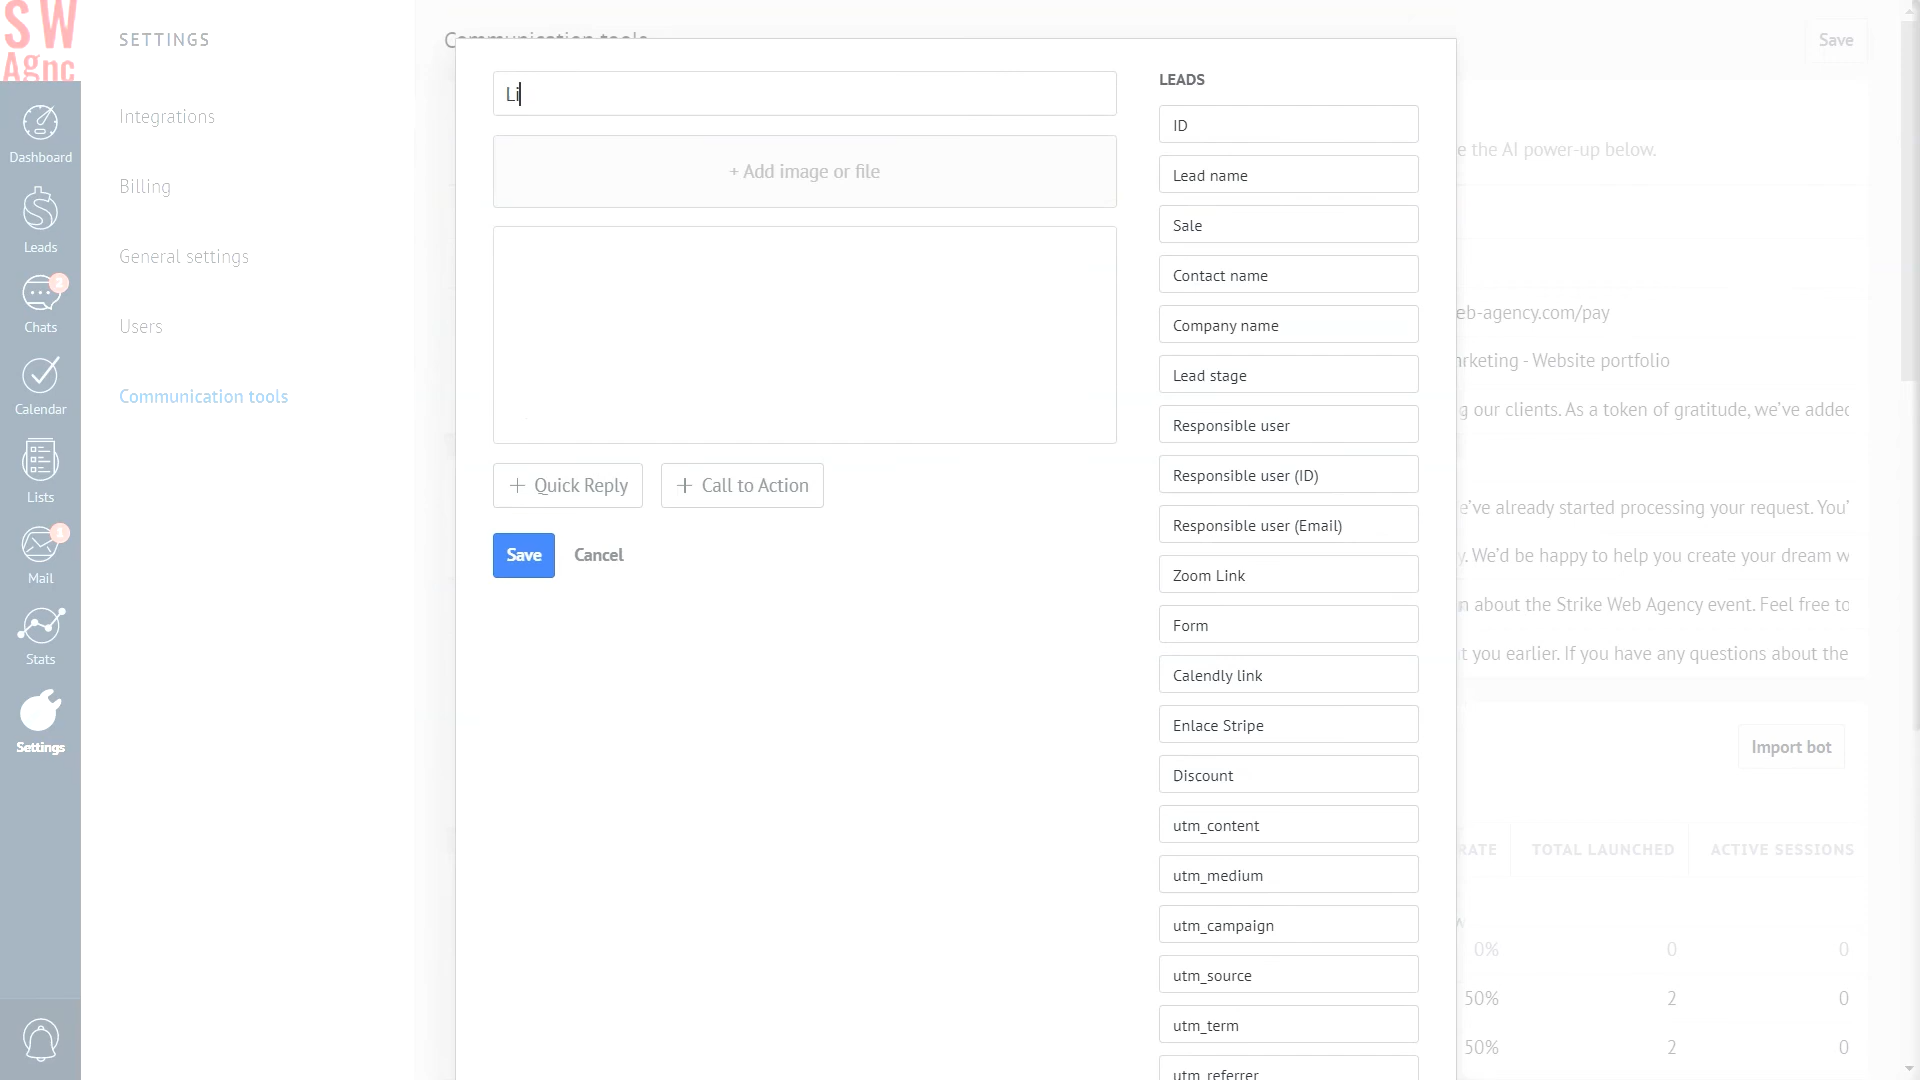 SW
Agnc
Dashboard
Leads
2
Chats
Calendar
Lists
1
Mail
Stats
Settings
SETTINGS
Integrations
Billing
General settings
Users
Communication tools
Communication tools
Save
Li
+ Add image or file
+ Quick Reply
+ Call to Action
Save
Cancel
LEADS
ID
Lead name
Sale
Contact name
Company name
Lead stage
Responsible user
Responsible user (ID)
Responsible user (Email)
Zoom Link
Form
Calendly link
Enlace Stripe
Discount
utm_content
utm_medium
utm_campaign
utm_source
utm_term
utm_referrer
e the AI power-up below.
eb-agency.com/pay
rketing - Website portfolio
g our clients. As a token of gratitude, we've added
e've already started processing your request. You'
y. We'd be happy to help you create your dream w
n about the Strike Web Agency event. Feel free to
t you earlier. If you have any questions about the
Import bot
RATE TOTAL LAUNCHED ACTIVE SESSIONS
0% 0 0
50% 2 0
50% 2 0